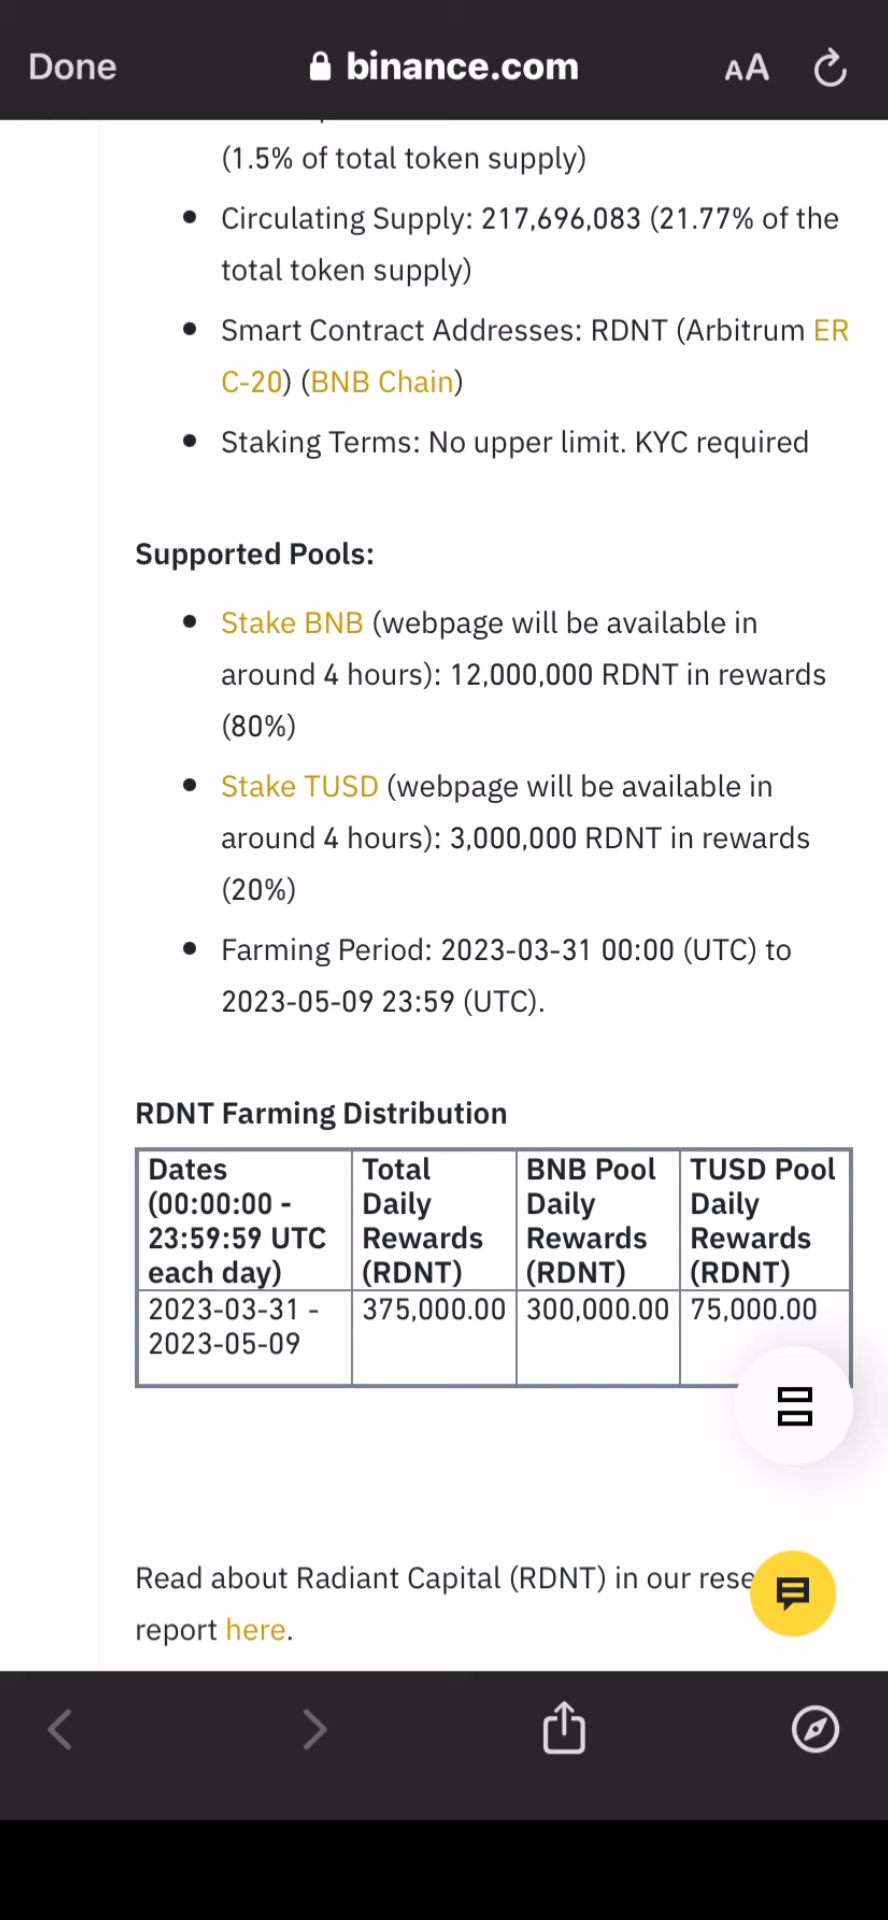 Done
binance.com
AA
(1.5% of total token supply)
Circulating Supply: 217,696,083 (21.77% of the
total token supply)
Smart Contract Addresses: RDNT (Arbitrum ER
C-20) (BNB Chain)
Staking Terms: No upper limit. KYC required
Supported Pools:
Stake BNB (webpage will be available in
around 4 hours): 12,000,000 RDNT in rewards
(80%)
Stake TUSD (webpage will be available in
around 4 hours): 3,000,000 RDNT in rewards
(20%)
Farming Period: 2023-03-31 00:00 (UTC) to
2023-05-09 23:59 (UTC).
RDNT Farming Distribution
Dates
(00:00:00 -
23:59:59 UTC
each day)
Total
Daily
Rewards
(RDNT)
BNB Pool
Daily
Rewards
(RDNT)
TUSD Pool
Daily
Rewards
(RDNT)
2023-03-31 -
2023-05-09
375,000.00
300,000.00
75,000.00
Read about Radiant Capital (RDNT) in our rese
report here.